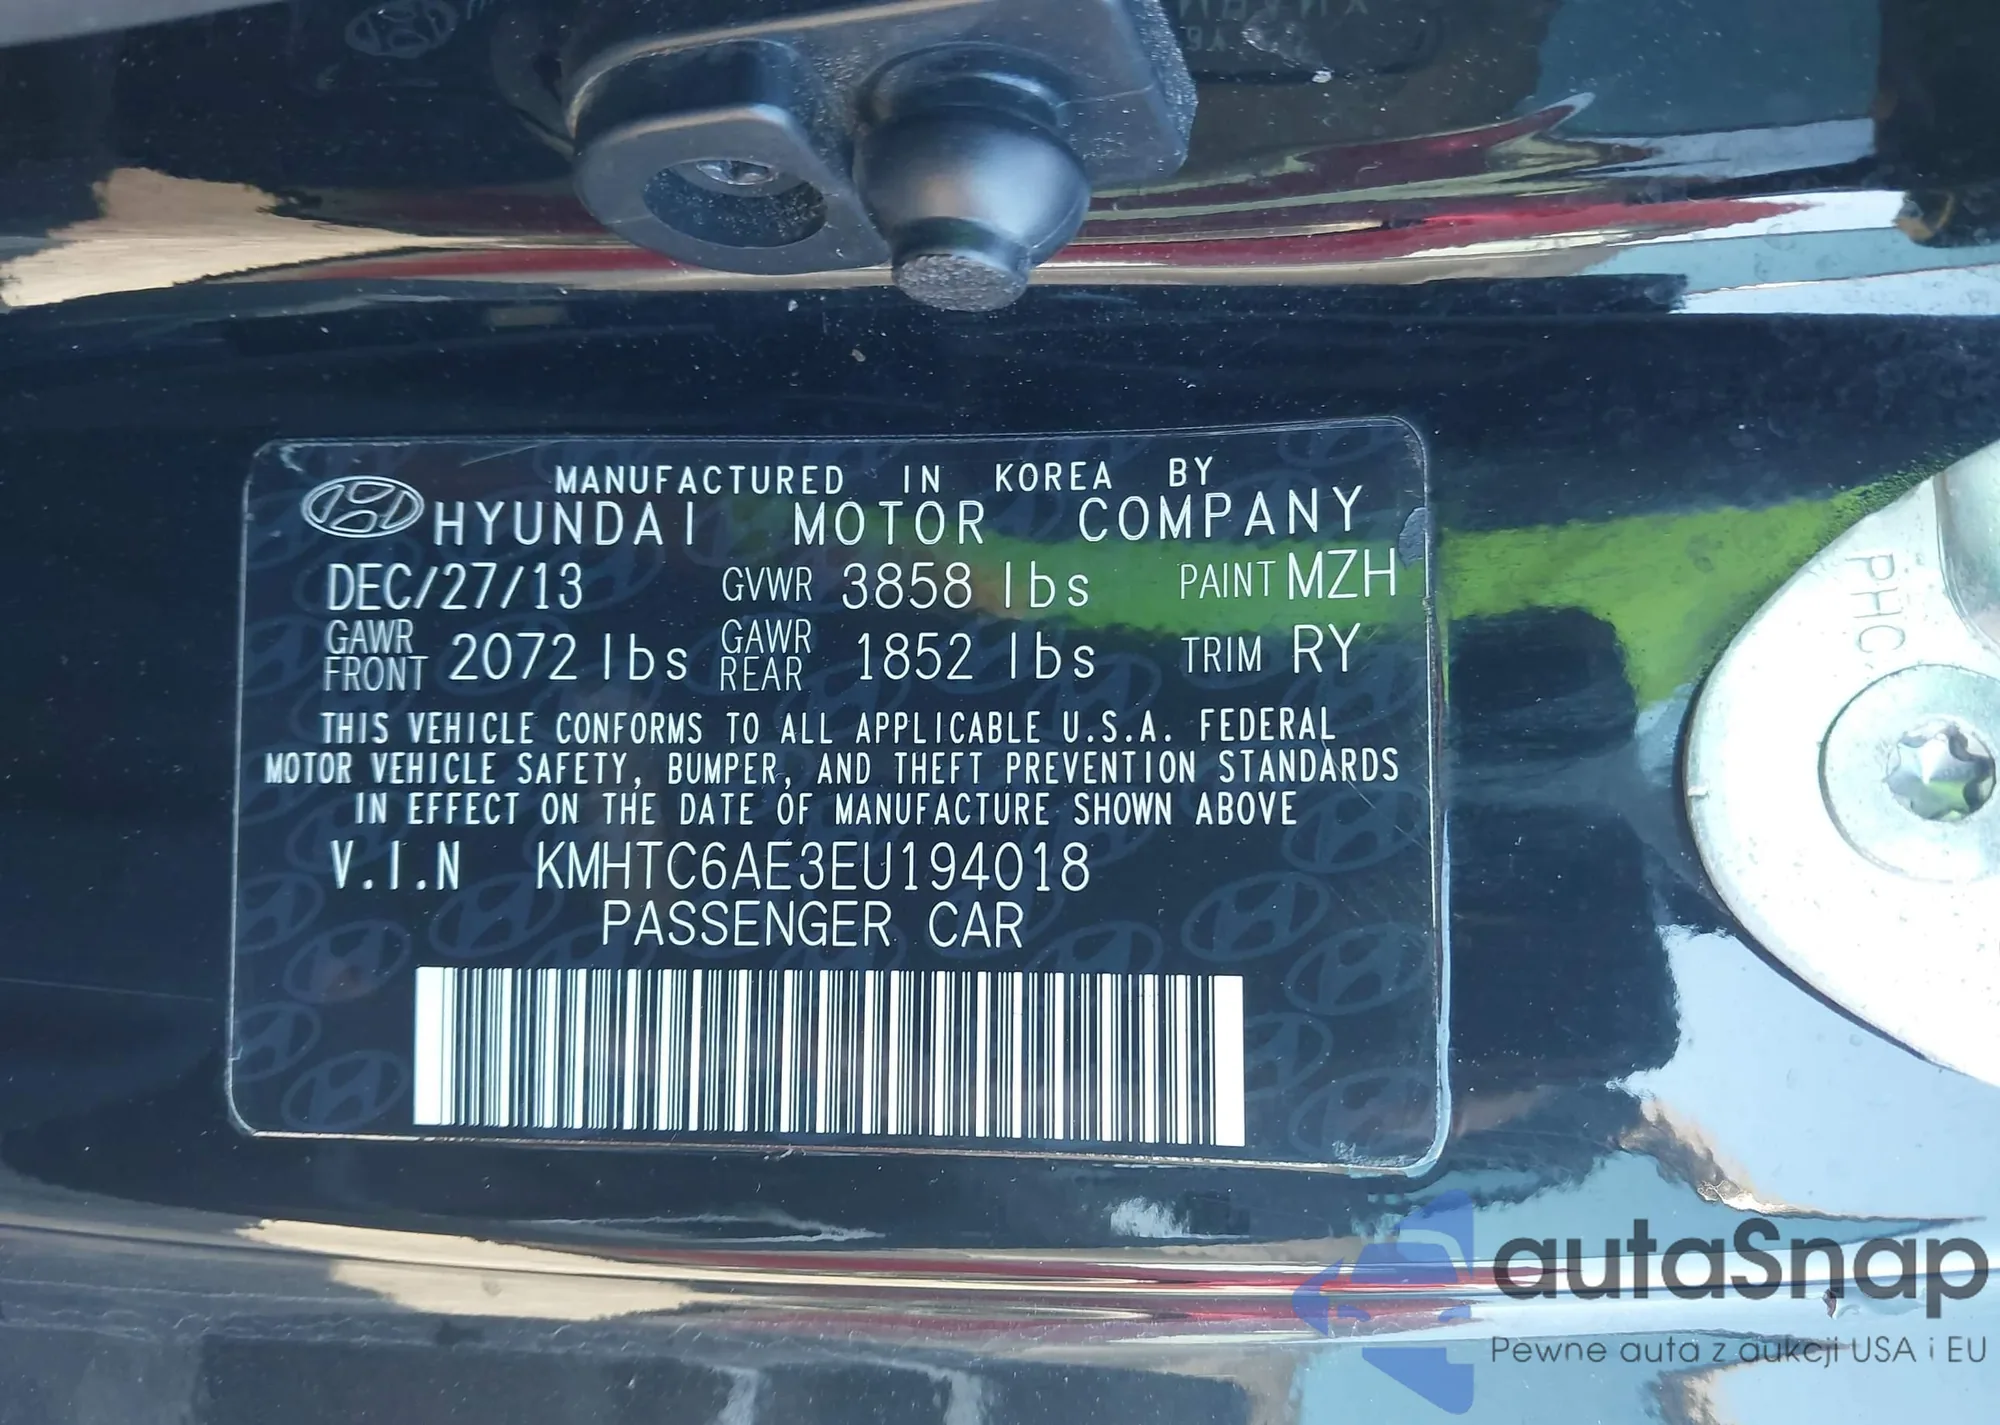 MANUFACTURED IN KOREA BY
HYUNDAI MOTOR COMPANY
DEC/27/13 GVWR 3858 lbs PAINT MZH
GAWR FRONT 2072 lbs GAWR REAR 1852 lbs TRIM RY
THIS VEHICLE CONFORMS TO ALL APPLICABLE U.S.A. FEDERAL
MOTOR VEHICLE SAFETY, BUMPER, AND THEFT PREVENTION STANDARDS
IN EFFECT ON THE DATE OF MANUFACTURE SHOWN ABOVE
V.I.N KMHTC6AE3EU194018
PASSENGER CAR
PHC
autaSnap
Pewne auta z aukcji USA i EU